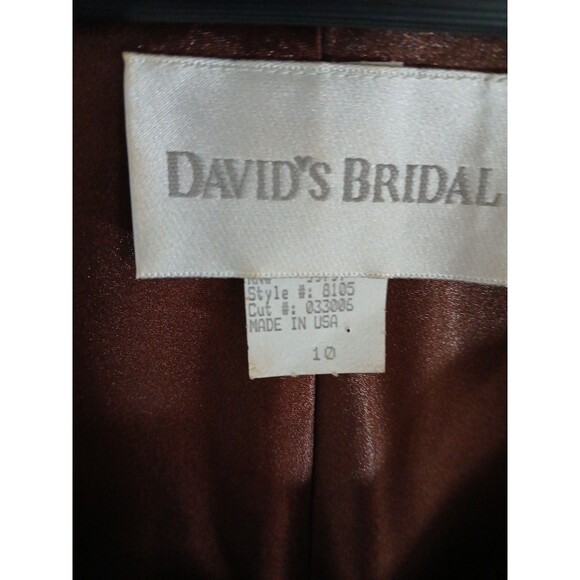 DAVID'S BRIDAL
Style #: 8105
Cut #: 033006
MADE IN USA
10